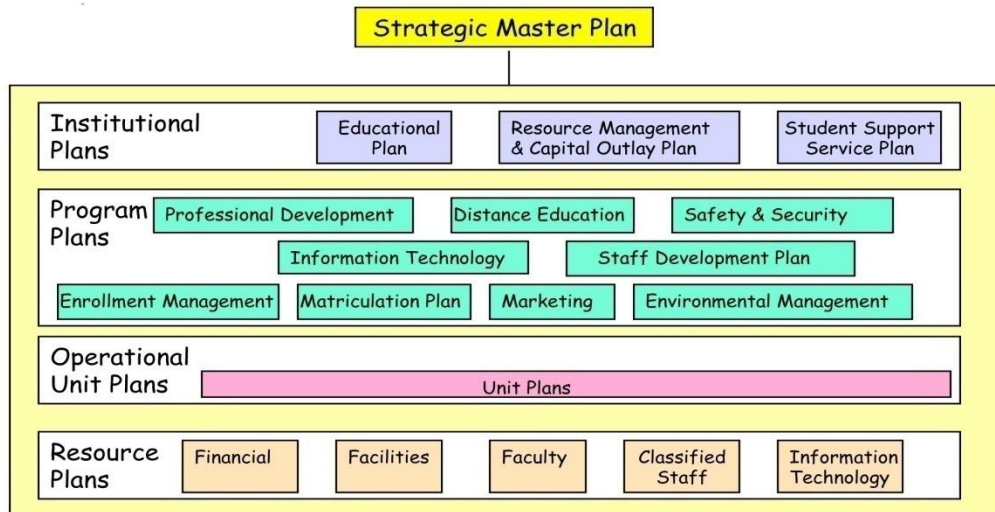 Strategic Master Plan
Institutional
Plans
Educational
Plan
Resource Management
& Capital Outlay Plan
Student Support
Service Plan
Program
Plans
Professional Development
Distance Education
Safety & Security
Information Technology
Staff Development Plan
Enrollment Management
Matriculation Plan
Marketing
Environmental Management
Operational
Unit Plans
Unit Plans
Resource
Plans
Financial
Facilities
Faculty
Classified
Staff
Information
Technology